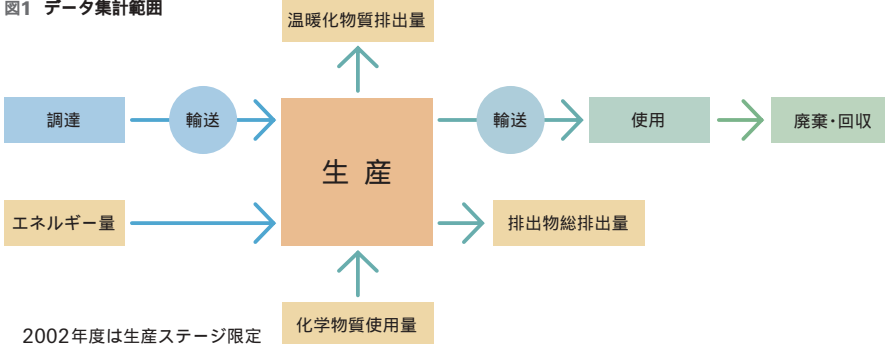 図1 データ集計範囲
温暖化物質排出量
調達
輸送
生 産
輸送
使用
廃棄・回収
エネルギー量
排出物総排出量
化学物質使用量
2002年度は生産ステージ限定